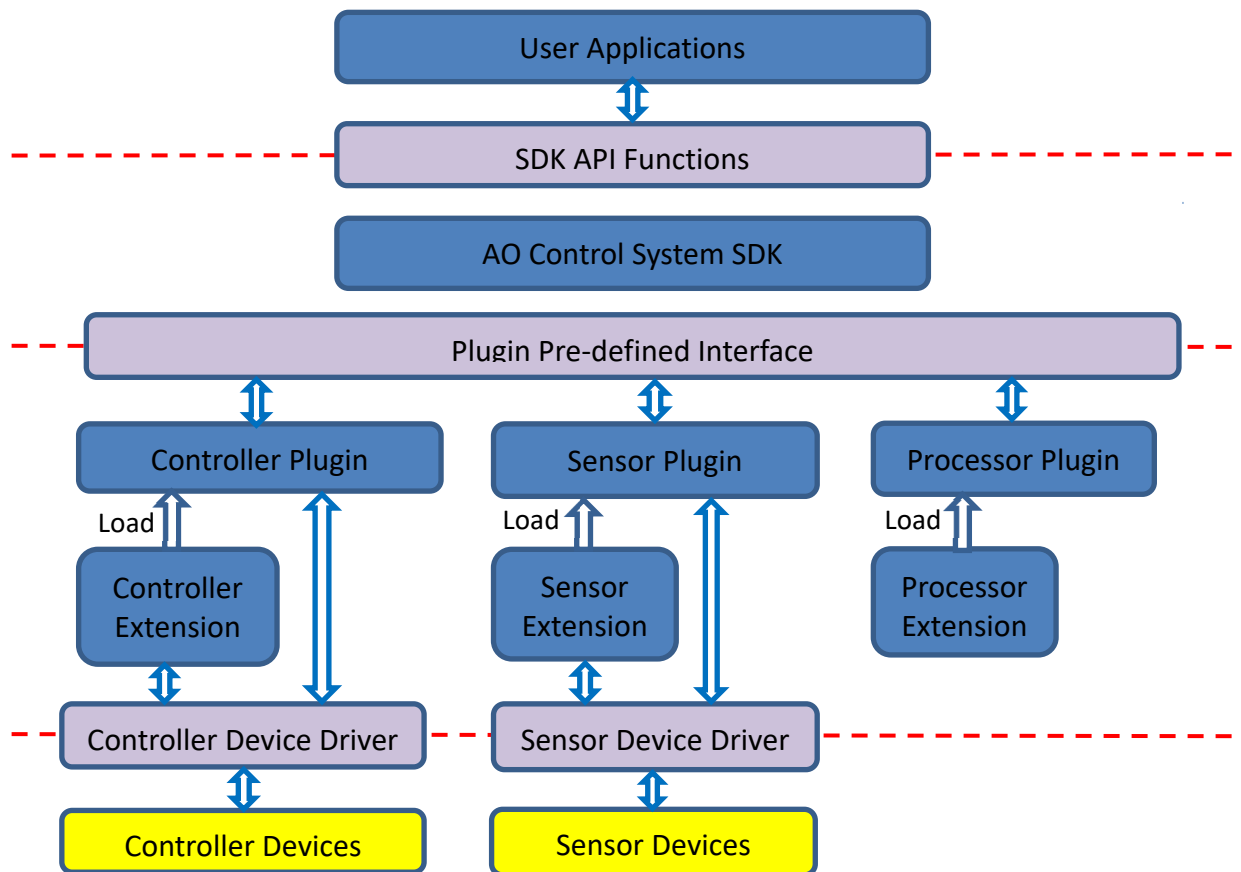 User Applications
SDK API Functions
AO Control System SDK
Plugin Pre-defined Interface
Controller Plugin
Sensor Plugin
Processor Plugin
Load
Load
Load
Controller
Extension
Sensor
Extension
Processor
Extension
Controller Device Driver
Sensor Device Driver
Controller Devices
Sensor Devices